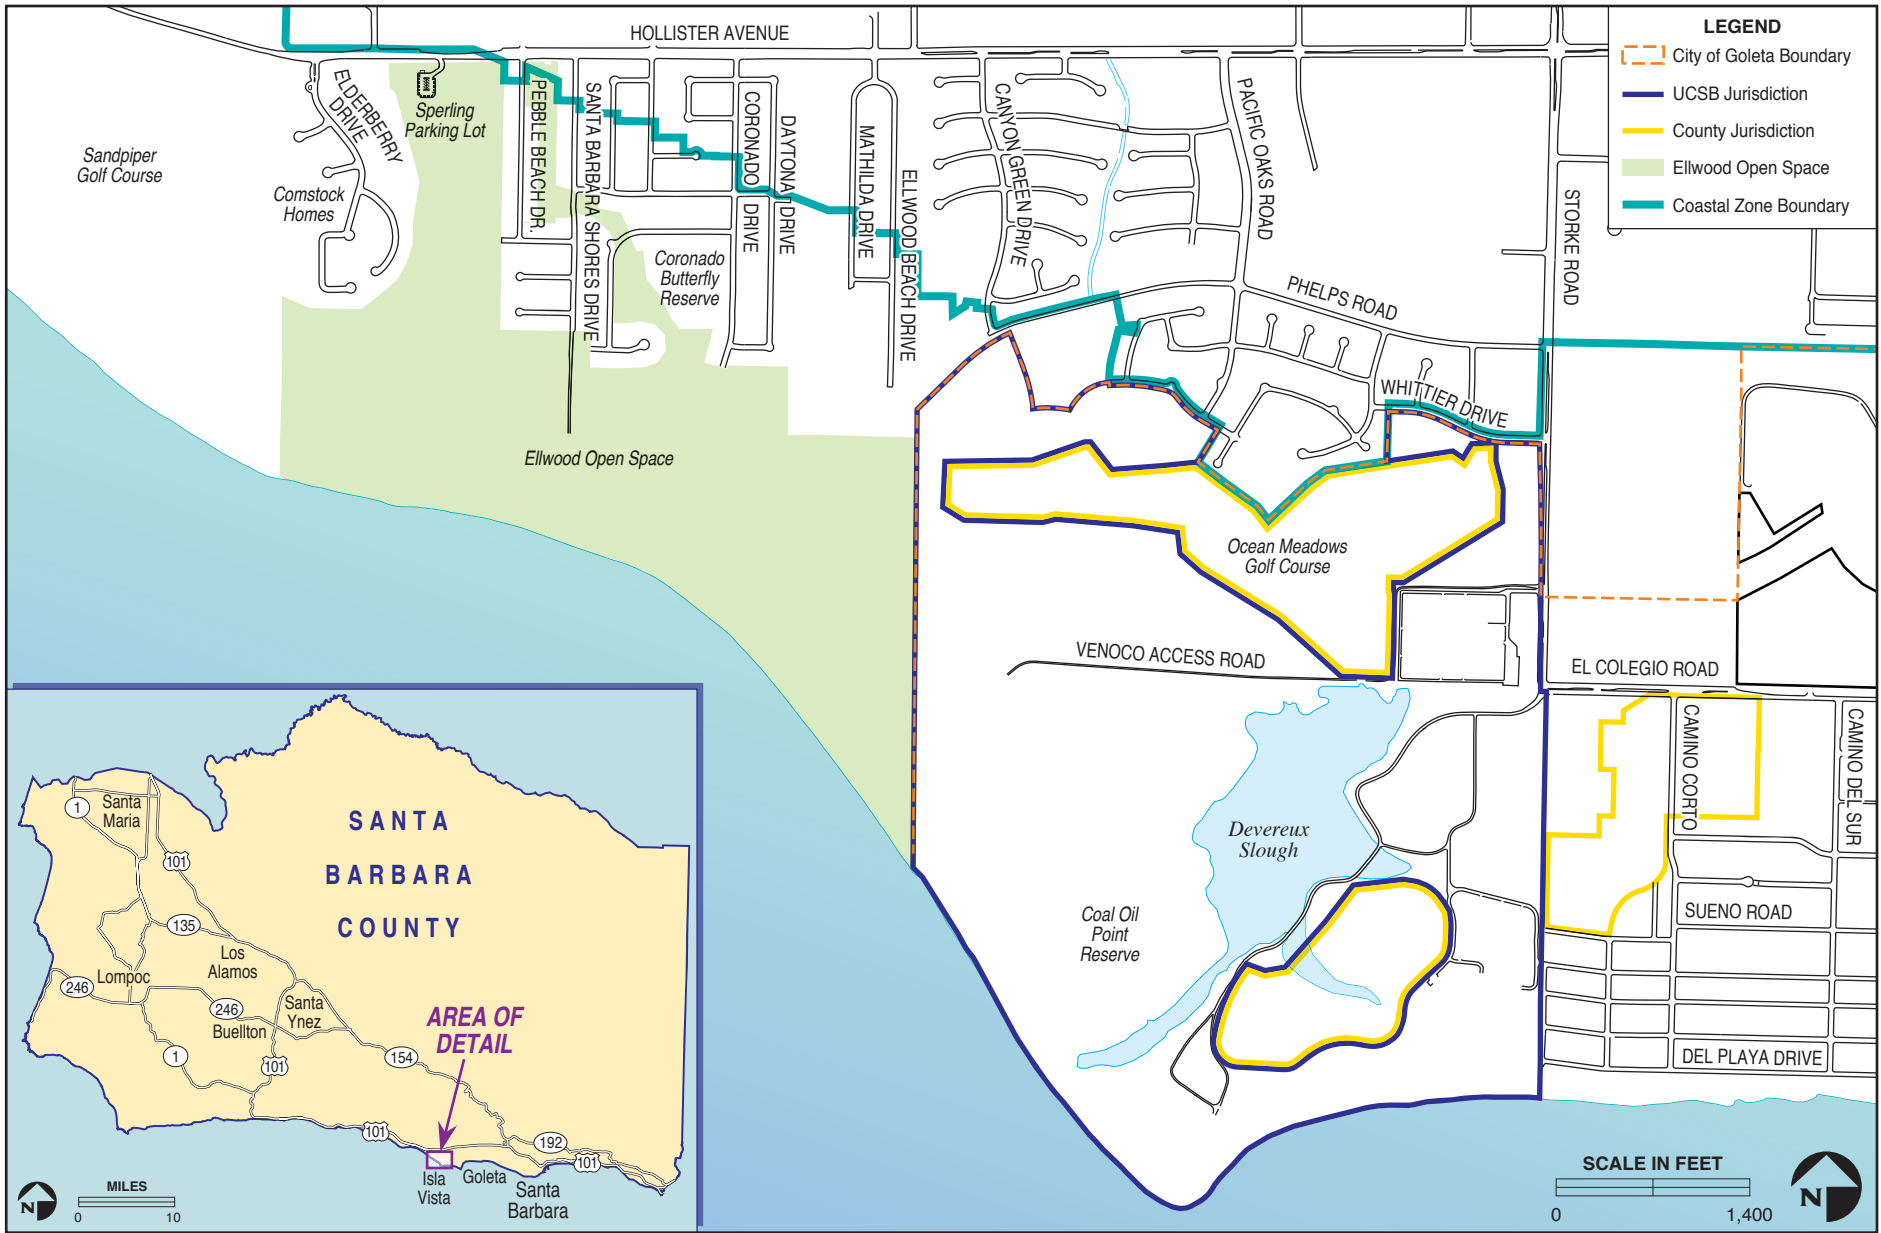 HOLLISTER AVENUE
LEGEND
City of Goleta Boundary
UCSB Jurisdiction
County Jurisdiction
Ellwood Open Space
Coastal Zone Boundary
Sandpiper
Golf Course
ELDERBERRY
DRIVE
Sperling
Parking Lot
Comstock
Homes
PEBBLE BEACH DR.
SANTA BARBARA SHORES DRIVE
CORONADO DRIVE
DAYTONA DRIVE
Coronado
Butterfly
Reserve
MATHILDA DRIVE
ELLWOOD BEACH DRIVE
CANYON GREEN DRIVE
PACIFIC OAKS ROAD
STORKE ROAD
PHELPS ROAD
WHITTIER DRIVE
Ellwood Open Space
Ocean Meadows
Golf Course
VENOCO ACCESS ROAD
EL COLEGIO ROAD
CAMINO CORTO
CAMINO DEL SUR
Devereux
Slough
Coal Oil
Point
Reserve
SUENO ROAD
DEL PLAYA DRIVE
SCALE IN FEET
0 1,400
N
SANTA
BARBARA
COUNTY
1
Santa
Maria
101
135
Los
Alamos
Lompoc
246
246
Buellton
Santa
Ynez
1
101
154
AREA OF
DETAIL
101
192
101
Isla
Vista
Goleta
Santa
Barbara
N
MILES
0 10